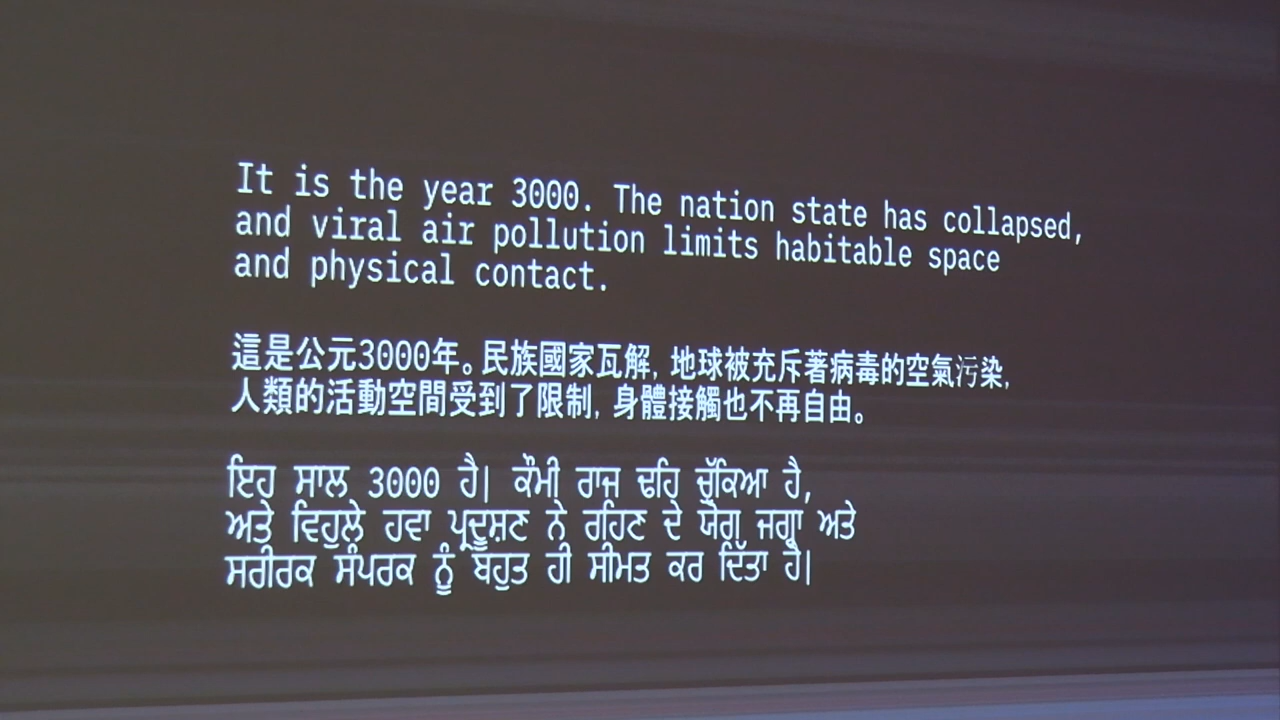 It is the year 3000. The nation state has collapsed,
and viral air pollution limits habitable space
and physical contact.
這是公元3000年。民族國家瓦解, 地球被充斥著病毒的空氣污染,
人類的活動空間受到了限制, 身體接觸也不再自由。
ਇਹ ਸਾਲ 3000 ਹੈ। ਕੌਮੀ ਰਾਜ ਢਹਿ ਚੁੱਕਿਆ ਹੈ,
ਅਤੇ ਵਿਹੁਲੇ ਹਵਾ ਪ੍ਰਦੂਸ਼ਣ ਨੇ ਰਹਿਣ ਦੇ ਯੋਗ ਜਗ੍ਹਾ ਅਤੇ
ਸਰੀਰਕ ਸੰਪਰਕ ਨੂੰ ਬਹੁਤ ਹੀ ਸੀਮਤ ਕਰ ਦਿੱਤਾ ਹੈ।